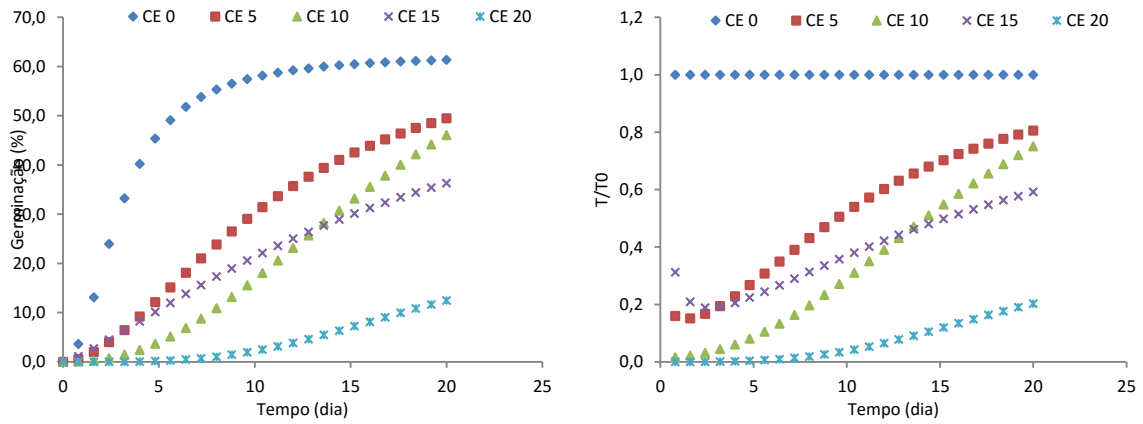 CE 0 CE 5 CE 10 CE 15 CE 20
70,0
60,0
50,0
40,0
30,0
20,0
10,0
0,0
Germinação (%)
0 5 10 15 20 25
Tempo (dia)
CE 0 CE 5 CE 10 CE 15 CE 20
1,2
1,0
0,8
0,6
0,4
0,2
0,0
T/T0
0 5 10 15 20 25
Tempo (dia)